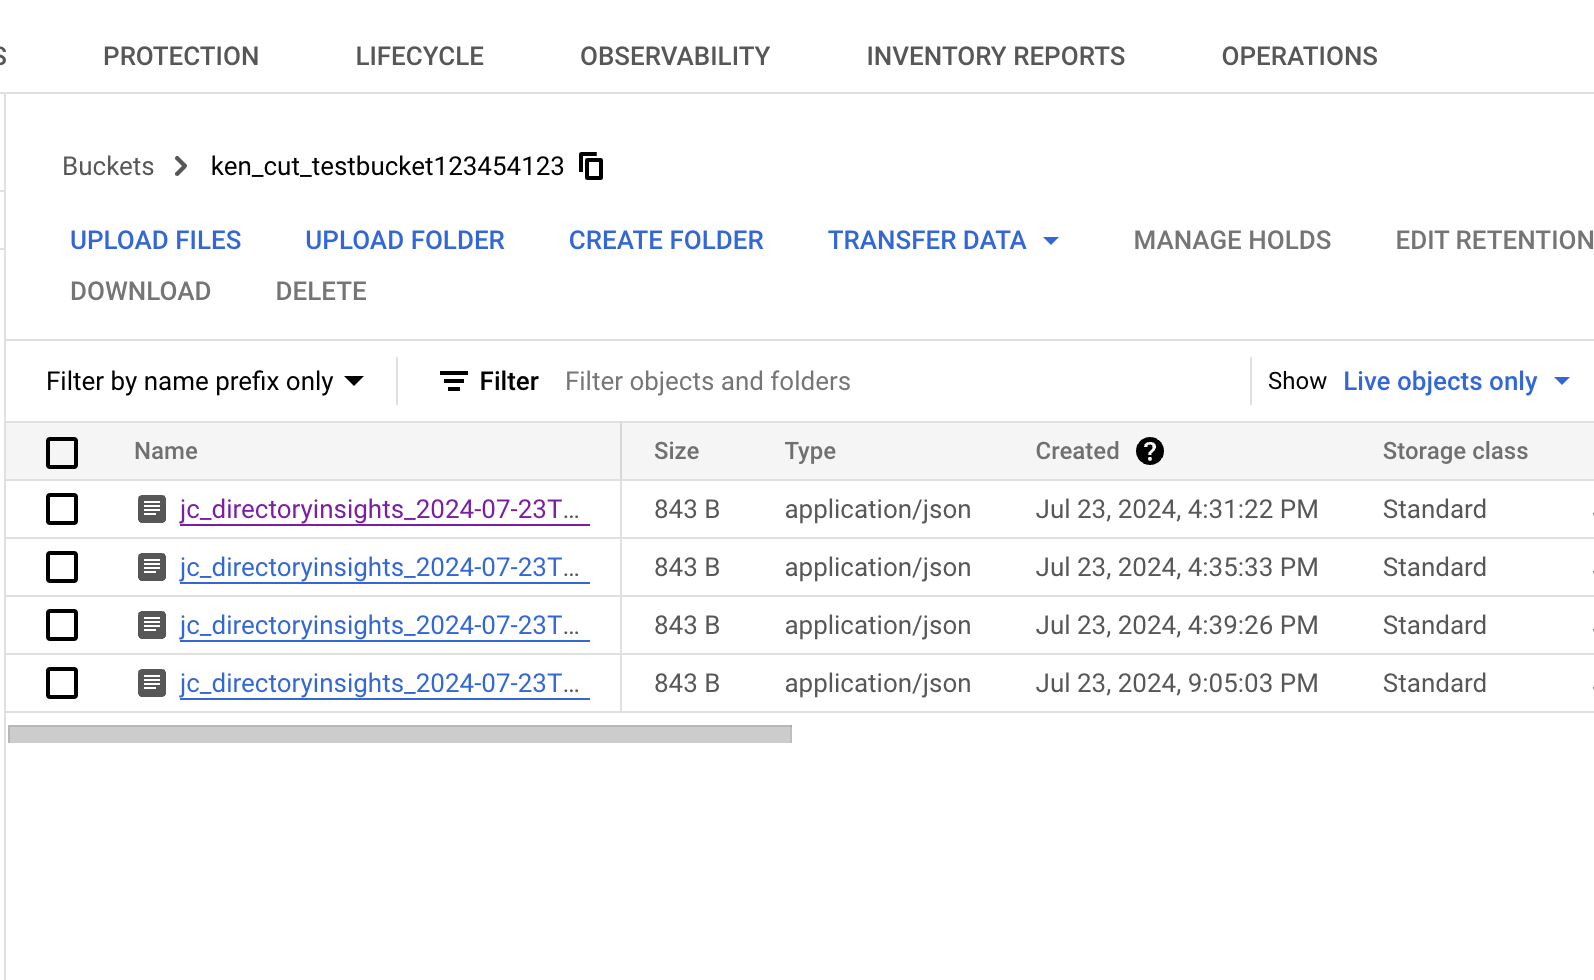 S PROTECTION LIFECYCLE OBSERVABILITY INVENTORY REPORTS OPERATIONS
Buckets ken_cut_testbucket123454123
UPLOAD FILES UPLOAD FOLDER CREATE FOLDER TRANSFER DATA MANAGE HOLDS EDIT RETENTION
DOWNLOAD DELETE
Filter by name prefix only Filter Filter objects and folders Show Live objects only
Name Size Type Created ? Storage class
jc_directoryinsights_2024-07-23T... 843 B application/json Jul 23, 2024, 4:31:22 PM Standard
jc_directoryinsights_2024-07-23T... 843 B application/json Jul 23, 2024, 4:35:33 PM Standard
jc_directoryinsights_2024-07-23T... 843 B application/json Jul 23, 2024, 4:39:26 PM Standard
jc_directoryinsights_2024-07-23T... 843 B application/json Jul 23, 2024, 9:05:03 PM Standard